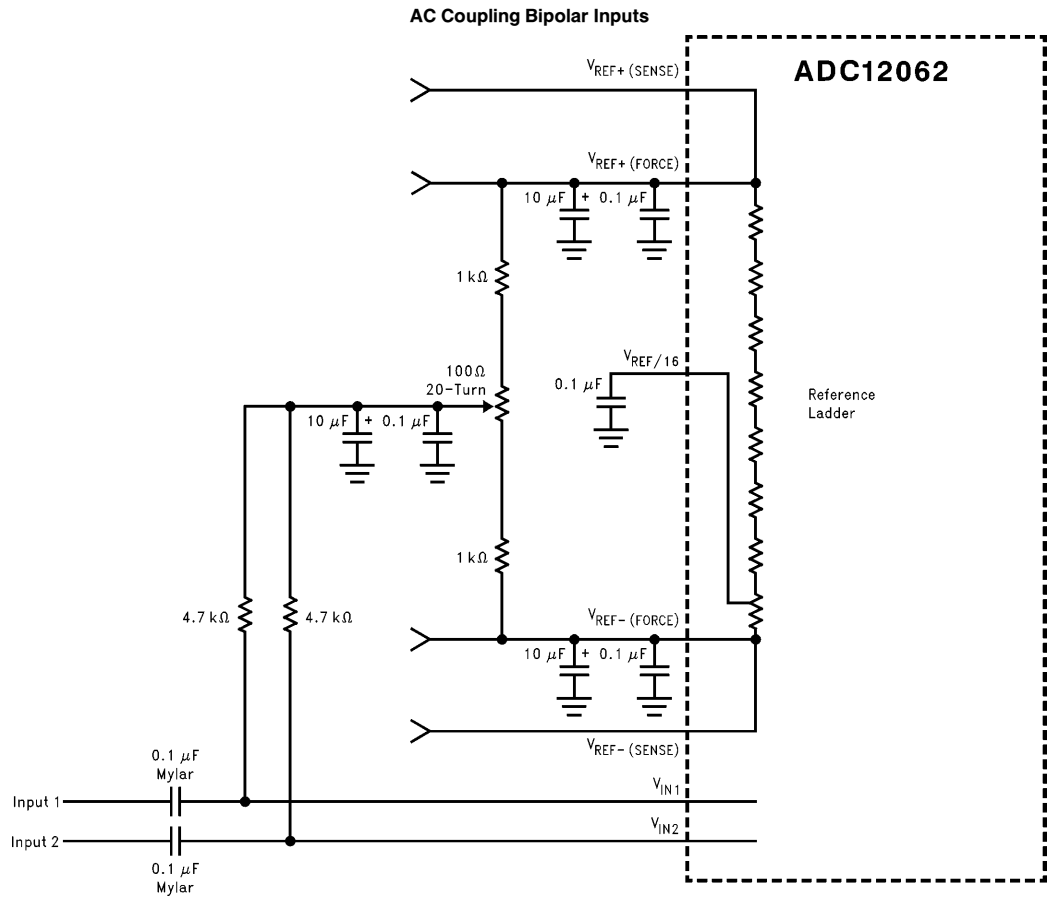 AC Coupling Bipolar Inputs
ADC12062
VREF+ (SENSE)
VREF+ (FORCE)
10 μF + 0.1 μF
1 kΩ
VREF/16
100Ω
20-Turn
0.1 μF
Reference
Ladder
10 μF + 0.1 μF
1 kΩ
4.7 kΩ
4.7 kΩ
VREF- (FORCE)
10 μF + 0.1 μF
VREF- (SENSE)
0.1 μF
Mylar
Input 1
VIN1
Input 2
VIN2
0.1 μF
Mylar